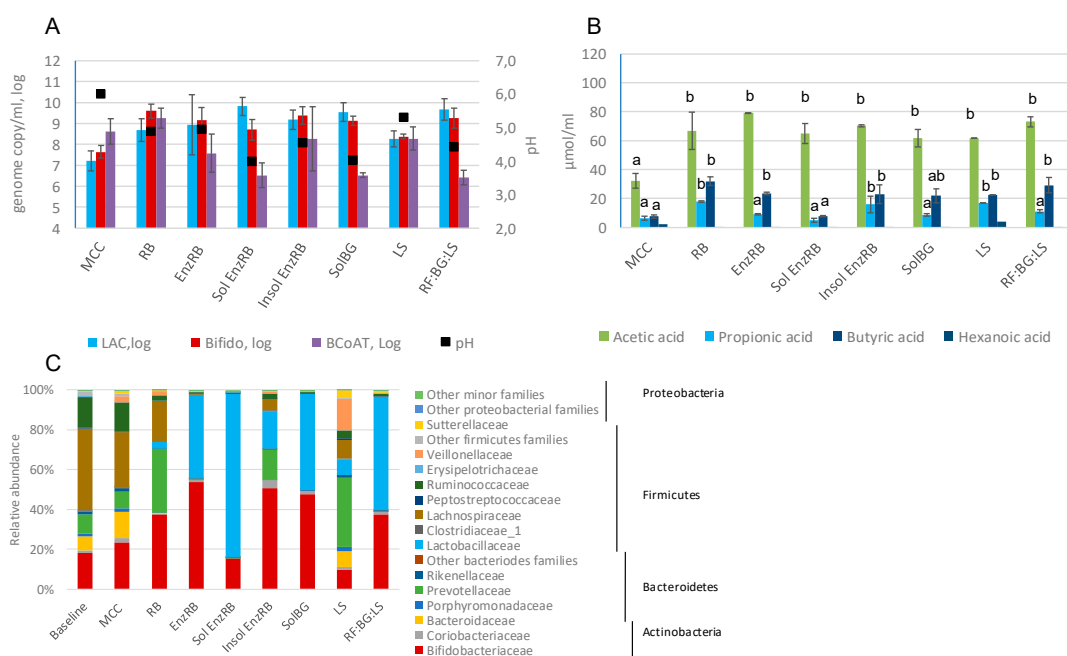 A
genome copy/ml, log
12
11
10
9
8
7
6
5
4
7,0
6,0
5,0
4,0
3,0
2,0
pH
MCC
RB
EnzRB
Sol EnzRB
Insol EnzRB
SolBG
LS
RF:BG:LS
LAC,log
Bifido, log
BCoAT, Log
pH
B
µmol/ml
120
100
80
60
40
20
0
a
a
a
b
b
b
b
a
b
b
a
a
b
b
b
b
a
ab
b
b
b
b
a
b
MCC
RB
EnzRB
Sol EnzRB
Insol EnzRB
SolBG
LS
RF:BG:LS
Acetic acid
Propionic acid
Butyric acid
Hexanoic acid
C
Relative abundance
100%
80%
60%
40%
20%
0%
Baseline
MCC
RB
EnzRB
Sol EnzRB
Insol EnzRB
SolBG
LS
RF:BG:LS
Other minor families
Other proteobacterial families
Sutterellaceae
Other firmicutes families
Veillonellaceae
Erysipelotrichaceae
Ruminococcaceae
Peptostreptococcaceae
Lachnospiraceae
Clostridiaceae_1
Lactobacillaceae
Other bacteriodes families
Rikenellaceae
Prevotellaceae
Porphyromonadaceae
Bacteroidaceae
Coriobacteriaceae
Bifidobacteriaceae
Proteobacteria
Firmicutes
Bacteroidetes
Actinobacteria